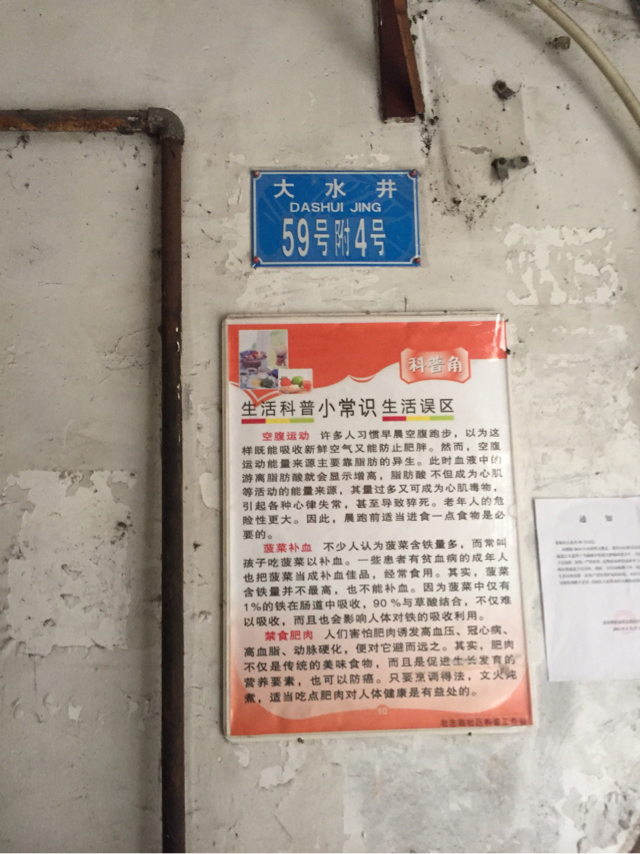 大水井
DASHUI JING
59号附4号
科普角
生活科普小常识 生活误区
空腹运动 许多人习惯早晨空腹跑步，以为这
样既能吸收新鲜空气又能防止肥胖。然而，空腹
运动能量来源主要靠脂肪的异生。此时血液中的
游离脂肪酸就会显示增高，脂肪酸不但成为心肌
等活动的能量来源，其量过多又可成为心肌毒物，
引起各种心律失常，甚至导致猝死。老年人的危
险性更大。因此，晨跑前适当进食一点食物是必
要的。
菠菜补血 不少人认为菠菜含铁量多，而常叫
孩子吃菠菜以补血。一些患者有贫血病的成年人
也把菠菜当成补血佳品，经常食用。其实，菠菜
含铁量并不最高，也不能补血。因为菠菜中仅有
1%的铁在肠道中吸收，90％与草酸结合，不仅难
以吸收，而且也会影响人体对铁的吸收利用。
禁食肥肉 人们害怕肥肉诱发高血压、冠心病、
高血脂、动脉硬化，便对它避而远之。其实，肥肉
不仅是传统的美味食物，而且是促进生长发育的
营养要素，也可以防癌。只要烹调得法，文火炖
煮，适当吃点肥肉对人体健康是有益处的。
10
通知